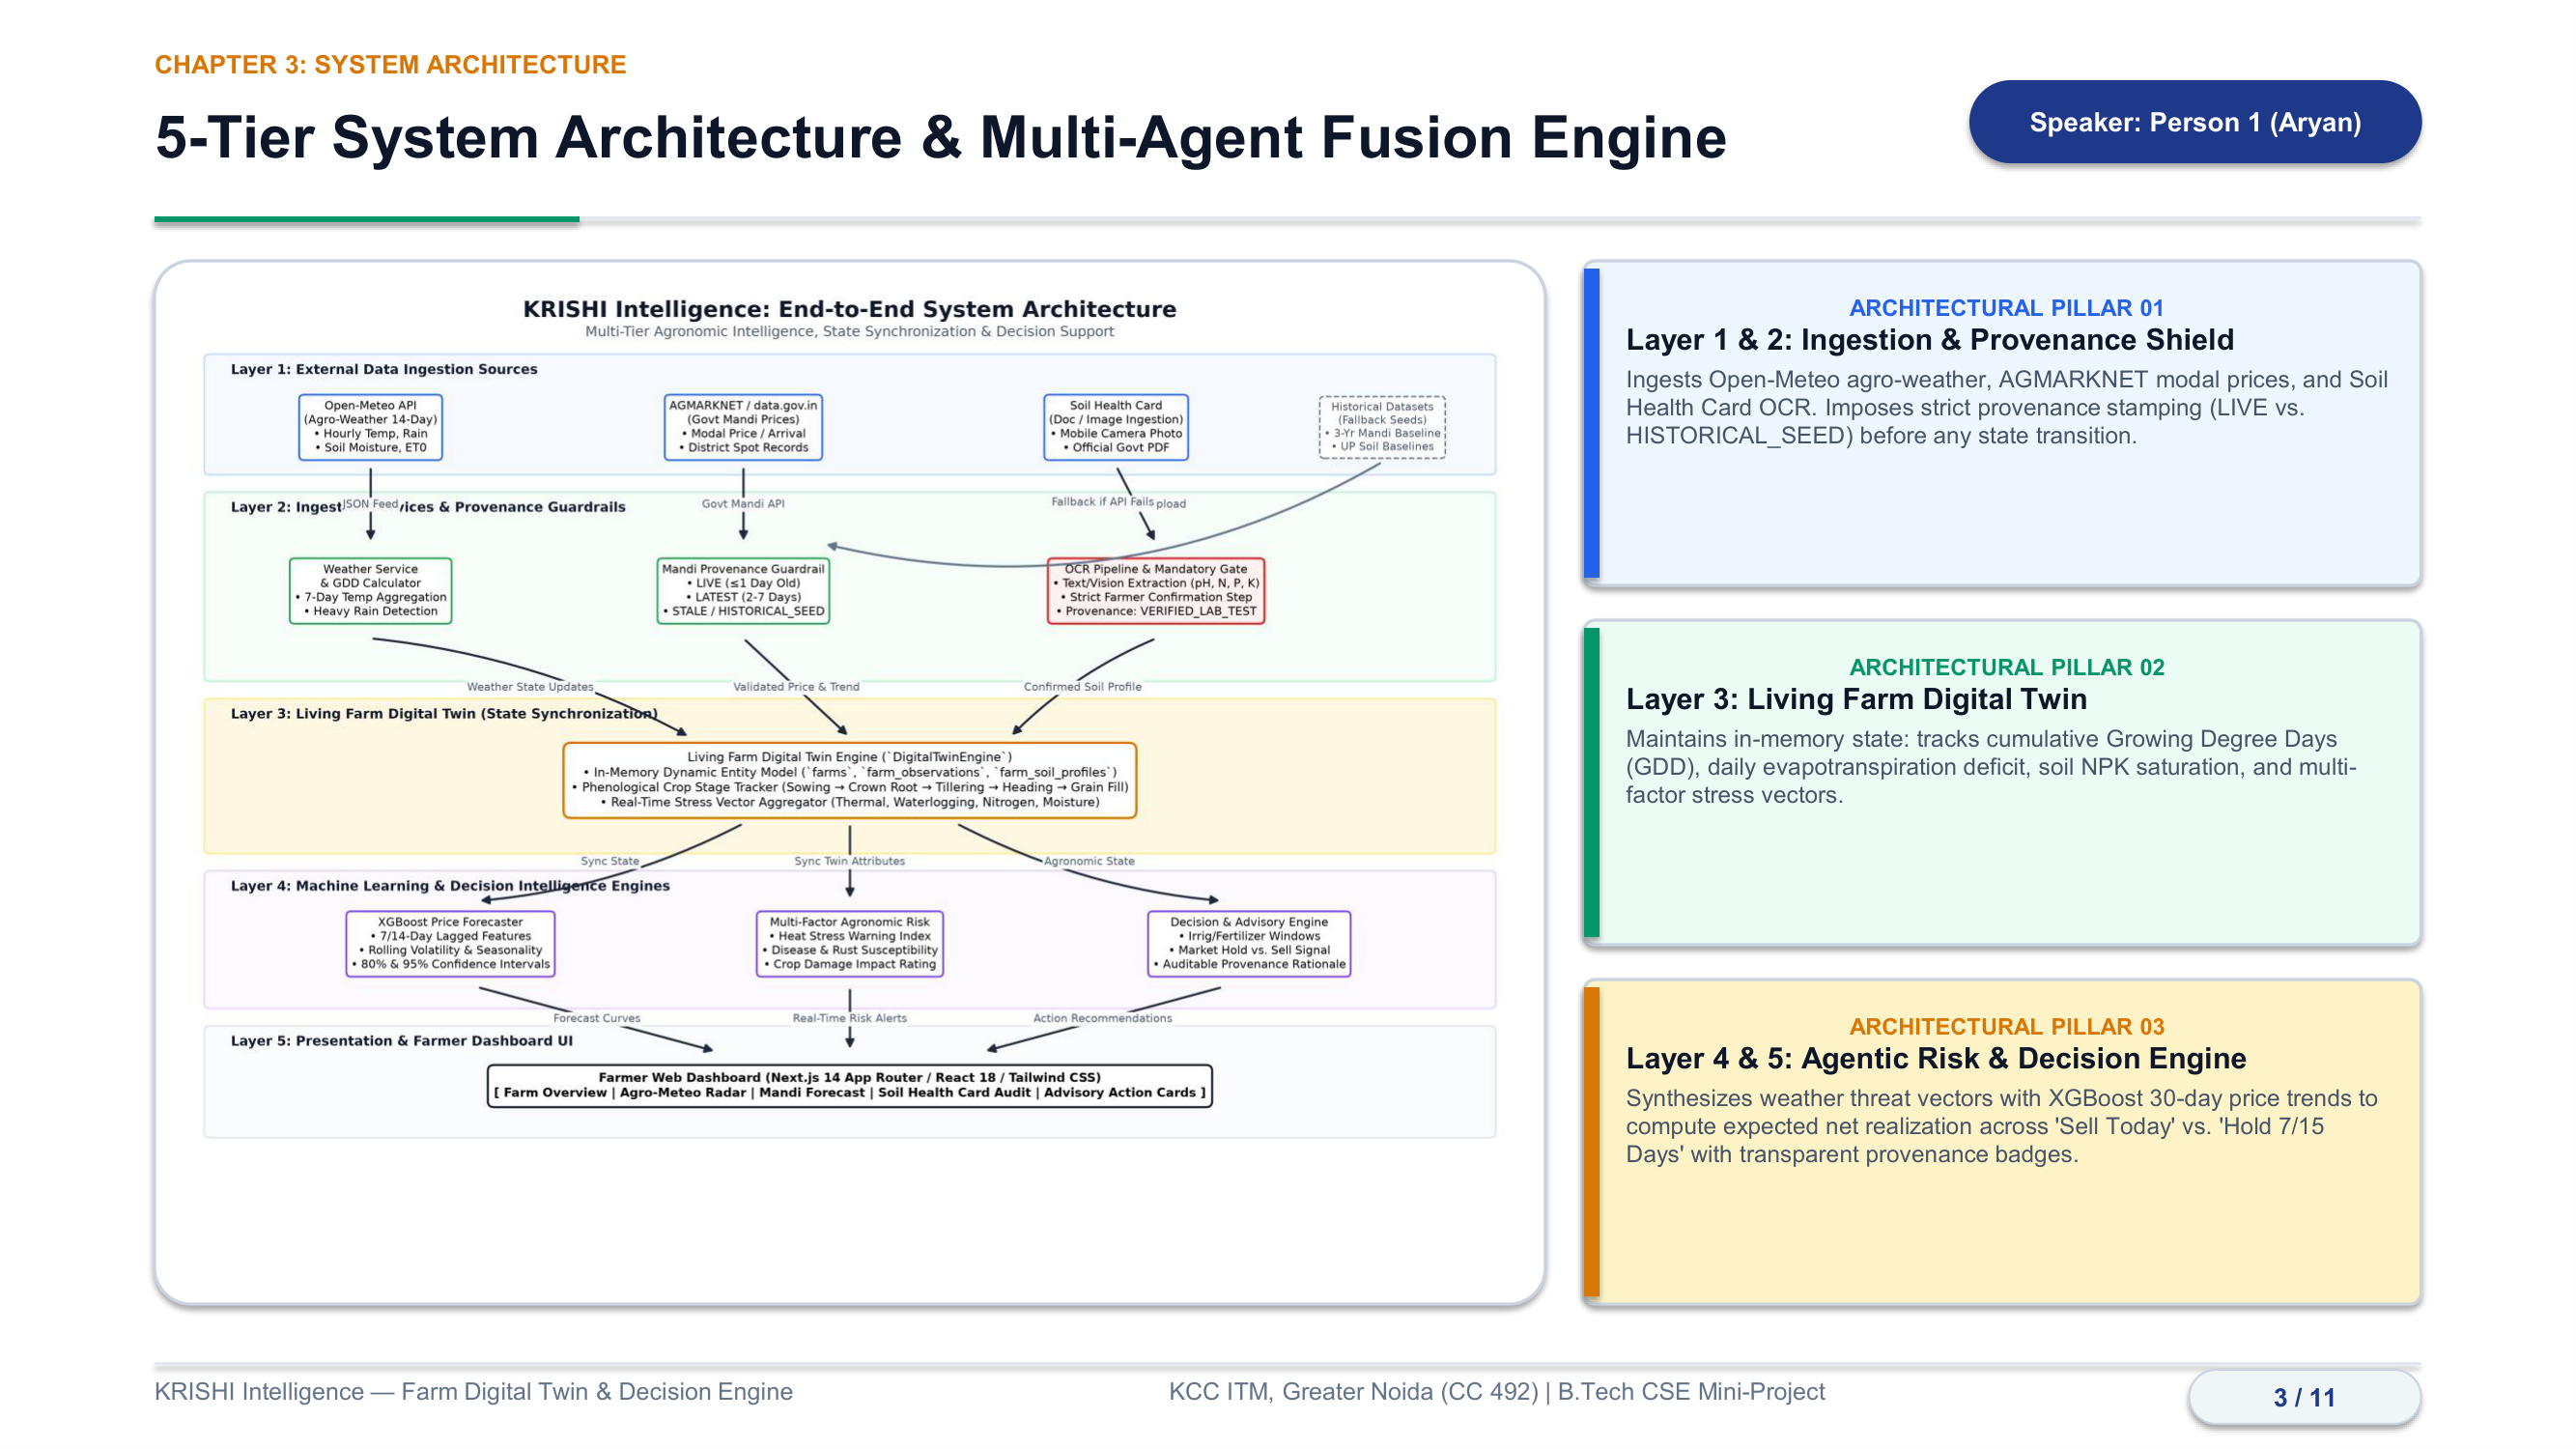 CHAPTER 3: SYSTEM ARCHITECTURE
5-Tier System Architecture & Multi-Agent Fusion Engine
Speaker: Person 1 (Aryan)
KRISHI Intelligence: End-to-End System Architecture
Multi-Tier Agronomic Intelligence, State Synchronization & Decision Support
Layer 1: External Data Ingestion Sources
Open-Meteo API
(Agro-Weather 14-Day)
• Hourly Temp, Rain
• Soil Moisture, ET0
AGMARKNET / data.gov.in
(Govt Mandi Prices)
• Modal Price / Arrival
• District Spot Records
Soil Health Card
(Doc / Image Ingestion)
• Mobile Camera Photo
• Official Govt PDF
Historical Datasets
(Fallback Seeds)
• 3-Yr Mandi Baseline
• UP Soil Baselines
Layer 2: Ingest
JSON Feed
vices & Provenance Guardrails
Govt Mandi API
Fallback if API Fails
pload
Weather Service
& GDD Calculator
• 7-Day Temp Aggregation
• Heavy Rain Detection
Mandi Provenance Guardrail
• LIVE (≤1 Day Old)
• LATEST (2-7 Days)
• STALE / HISTORICAL_SEED
OCR Pipeline & Mandatory Gate
• Text/Vision Extraction (pH, N, P, K)
• Strict Farmer Confirmation Step
• Provenance: VERIFIED_LAB_TEST
Weather State Updates
Validated Price & Trend
Confirmed Soil Profile
Layer 3: Living Farm Digital Twin (State Synchronization)
Living Farm Digital Twin Engine (`DigitalTwinEngine`)
• In-Memory Dynamic Entity Model (`farms`, `farm_observations`, `farm_soil_profiles`)
• Phenological Crop Stage Tracker (Sowing → Crown Root → Tillering → Heading → Grain Fill)
• Real-Time Stress Vector Aggregator (Thermal, Waterlogging, Nitrogen, Moisture)
Sync State
Sync Twin Attributes
Agronomic State
Layer 4: Machine Learning & Decision Intelligence Engines
XGBoost Price Forecaster
• 7/14-Day Lagged Features
• Rolling Volatility & Seasonality
• 80% & 95% Confidence Intervals
Multi-Factor Agronomic Risk
• Heat Stress Warning Index
• Disease & Rust Susceptibility
• Crop Damage Impact Rating
Decision & Advisory Engine
• Irrig/Fertilizer Windows
• Market Hold vs. Sell Signal
• Auditable Provenance Rationale
Forecast Curves
Real-Time Risk Alerts
Action Recommendations
Layer 5: Presentation & Farmer Dashboard UI
Farmer Web Dashboard (Next.js 14 App Router / React 18 / Tailwind CSS)
[ Farm Overview | Agro-Meteo Radar | Mandi Forecast | Soil Health Card Audit | Advisory Action Cards ]
ARCHITECTURAL PILLAR 01
Layer 1 & 2: Ingestion & Provenance Shield
Ingests Open-Meteo agro-weather, AGMARKNET modal prices, and Soil
Health Card OCR. Imposes strict provenance stamping (LIVE vs.
HISTORICAL_SEED) before any state transition.
ARCHITECTURAL PILLAR 02
Layer 3: Living Farm Digital Twin
Maintains in-memory state: tracks cumulative Growing Degree Days
(GDD), daily evapotranspiration deficit, soil NPK saturation, and multi-
factor stress vectors.
ARCHITECTURAL PILLAR 03
Layer 4 & 5: Agentic Risk & Decision Engine
Synthesizes weather threat vectors with XGBoost 30-day price trends to
compute expected net realization across 'Sell Today' vs. 'Hold 7/15
Days' with transparent provenance badges.
KRISHI Intelligence — Farm Digital Twin & Decision Engine
KCC ITM, Greater Noida (CC 492) | B.Tech CSE Mini-Project
3 / 11